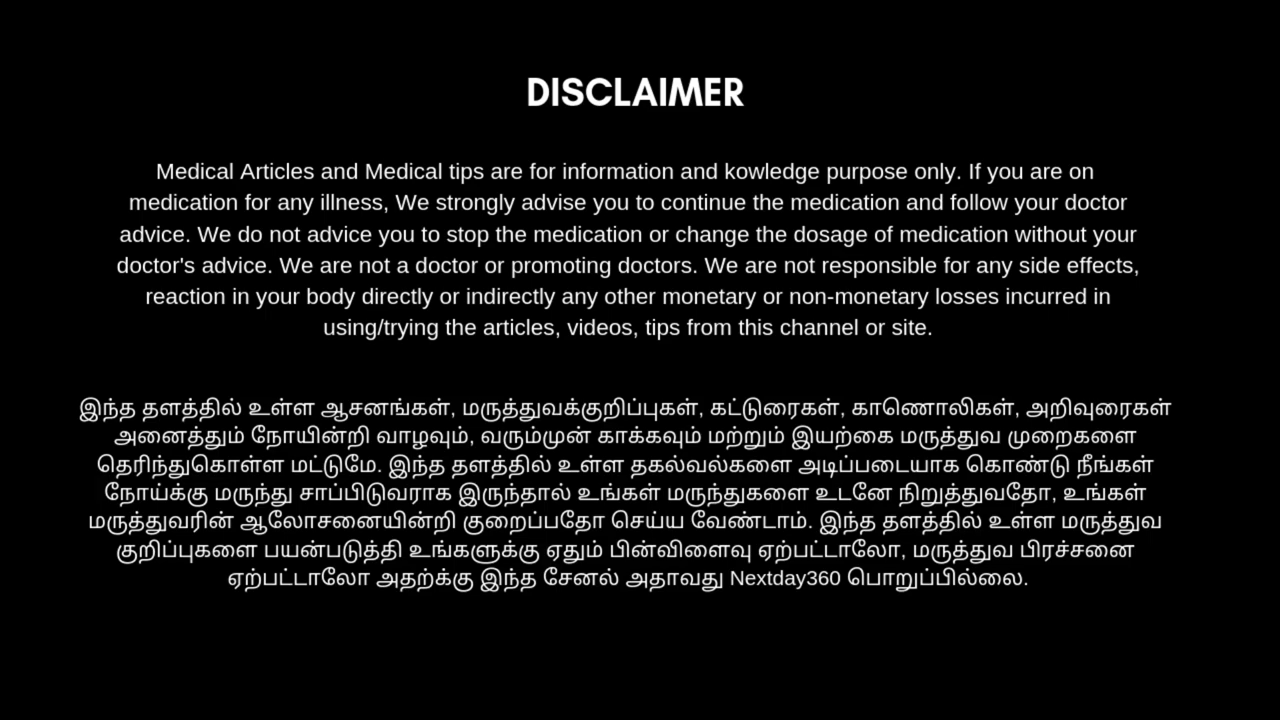 DISCLAIMER
Medical Articles and Medical tips are for information and kowledge purpose only. If you are on
medication for any illness, We strongly advise you to continue the medication and follow your doctor
advice. We do not advice you to stop the medication or change the dosage of medication without your
doctor's advice. We are not a doctor or promoting doctors. We are not responsible for any side effects,
reaction in your body directly or indirectly any other monetary or non-monetary losses incurred in
using/trying the articles, videos, tips from this channel or site.
இந்த தளத்தில் உள்ள ஆசனங்கள், மருத்துவக்குறிப்புகள், கட்டுரைகள், காணொலிகள், அறிவுரைகள்
அனைத்தும் நோயின்றி வாழவும், வரும்முன் காக்கவும் மற்றும் இயற்கை மருத்துவ முறைகளை
தெரிந்துகொள்ள மட்டுமே. இந்த தளத்தில் உள்ள தகல்வல்களை அடிப்படையாக கொண்டு நீங்கள்
நோய்க்கு மருந்து சாப்பிடுவராக இருந்தால் உங்கள் மருந்துகளை உடனே நிறுத்துவதோ, உங்கள்
மருத்துவரின் ஆலோசனையின்றி குறைப்பதோ செய்ய வேண்டாம். இந்த தளத்தில் உள்ள மருத்துவ
குறிப்புகளை பயன்படுத்தி உங்களுக்கு ஏதும் பின்விளைவு ஏற்பட்டாலோ, மருத்துவ பிரச்சனை
ஏற்பட்டாலோ அதற்க்கு இந்த சேனல் அதாவது Nextday360 பொறுப்பில்லை.